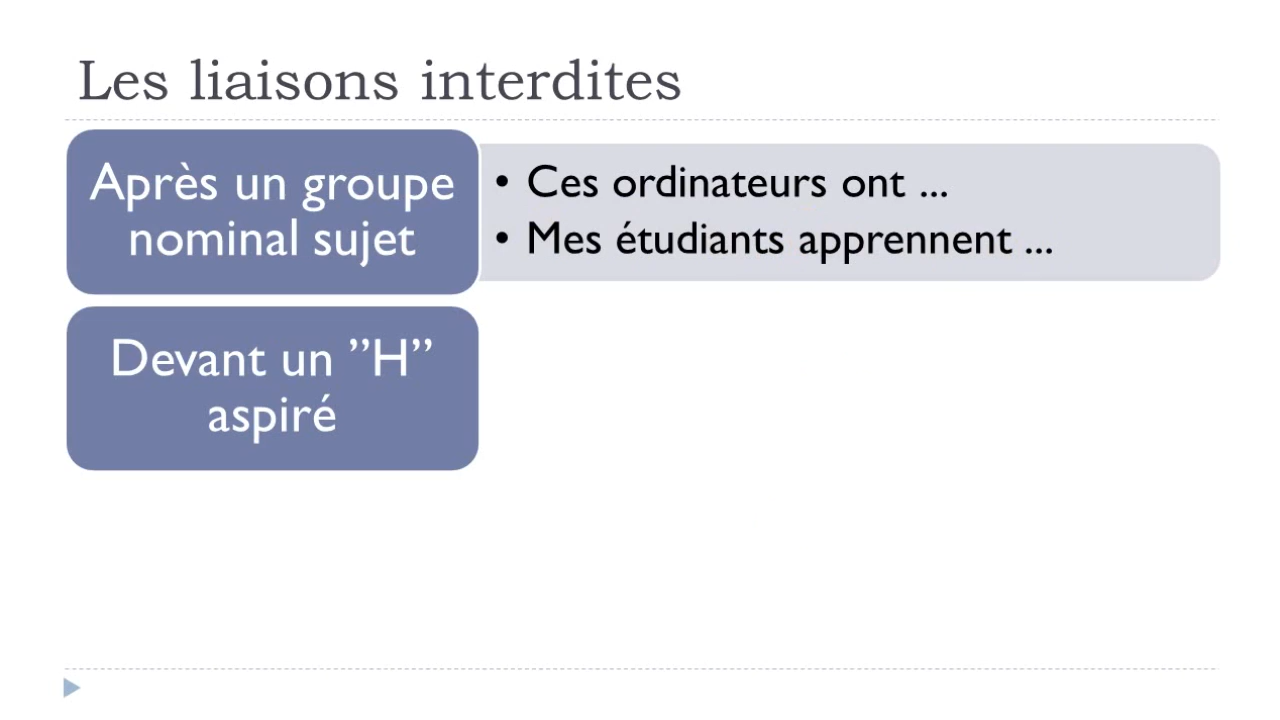 Les liaisons interdites
Après un groupe
nominal sujet
• Ces ordinateurs ont ...
• Mes étudiants apprennent ...
Devant un ”H”
aspiré